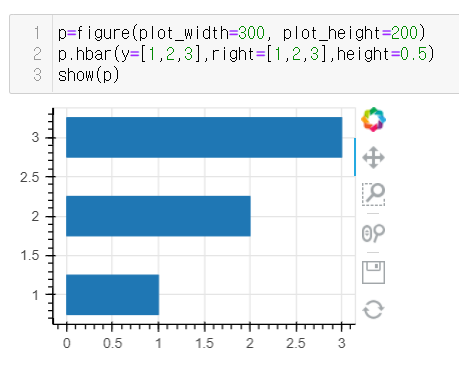 1 p=figure(plot_width=300, plot_height=200)
2 p.hbar(y=[1,2,3],right=[1,2,3],height=0.5)
3 show(p)
3
2.5
2
1.5
1
0 0.5 1 1.5 2 2.5 3